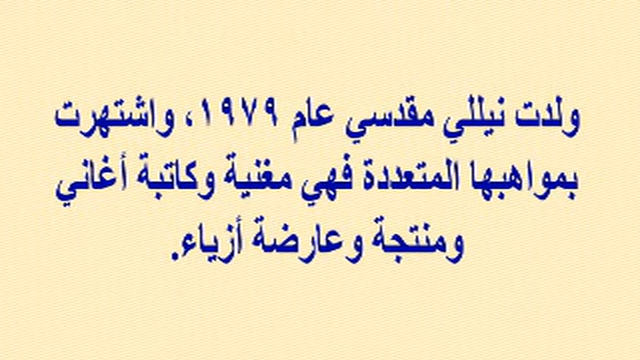 ولدت نيللي مقدسي عام ١٩٧٩، واشتهرت
بمواهبها المتعددة فهي مغنية وكاتبة أغاني
ومنتجة وعارضة أزياء.